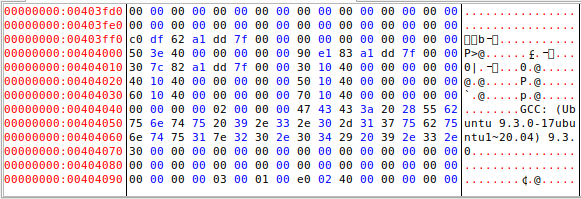 00000000:00403fd0 00 00 00 00 00 00 00 00 00 00 00 00 00 00 00 00 ................
00000000:00403fe0 00 00 00 00 00 00 00 00 00 00 00 00 00 00 00 00 ................
00000000:00403ff0 c0 df 62 a1 dd 7f 00 00 00 00 00 00 00 00 00 00
00000000:00404000 50 3e 40 00 00 00 00 00 90 e1 83 a1 dd 7f 00 00
00000000:00404010 30 7c 82 a1 dd 7f 00 00 30 10 40 00 00 00 00 00
00000000:00404020 40 10 40 00 00 00 00 00 50 10 40 00 00 00 00 00 @.@.....P.@.....
00000000:00404030 60 10 40 00 00 00 00 00 70 10 40 00 00 00 00 00 `.@.....p.@.....
00000000:00404040 00 00 00 00 02 00 00 00 47 43 43 3a 20 28 55 62 ........GCC: (Ub
00000000:00404050 75 6e 74 75 20 39 2e 33 2e 30 2d 31 37 75 62 75 untu 9.3.0-17ubu
00000000:00404060 6e 74 75 31 7e 32 30 2e 30 34 29 20 39 2e 33 2e ntu1~20.04) 9.3.
00000000:00404070 30 00 00 00 00 00 00 00 00 00 00 00 00 00 00 00 0...............
00000000:00404080 00 00 00 00 00 00 00 00 00 00 00 00 00 00 00 00 ................
00000000:00404090 00 00 00 00 03 00 01 00 e0 02 40 00 00 00 00 00